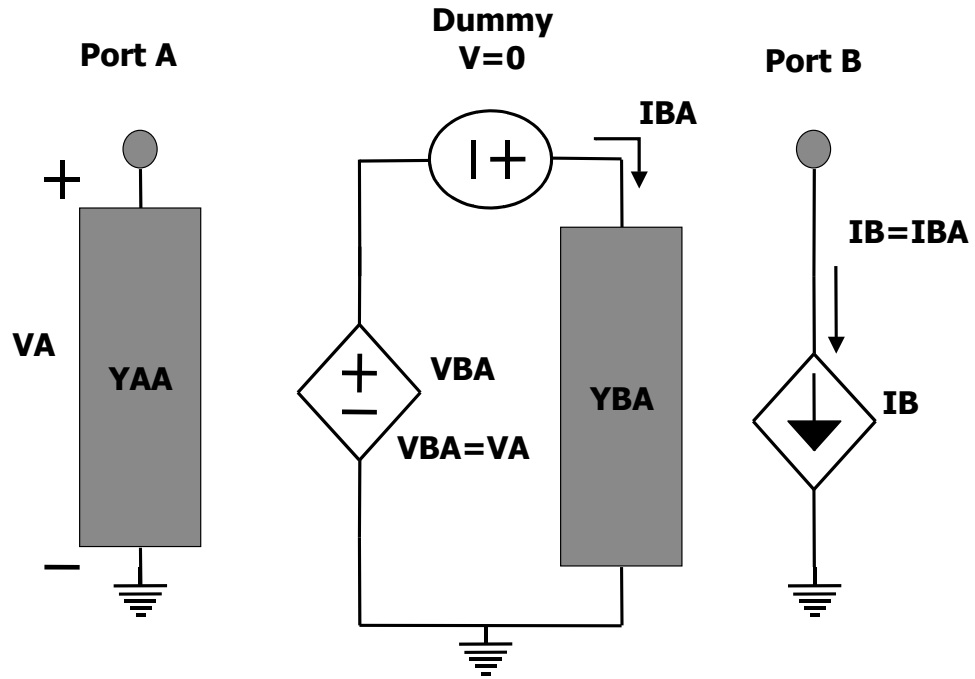 Port A
Dummy
V=0
Port B
IBA
+
− +
IB=IBA
VA
YAA
+
−
VBA
VBA=VA
YBA
IB
−